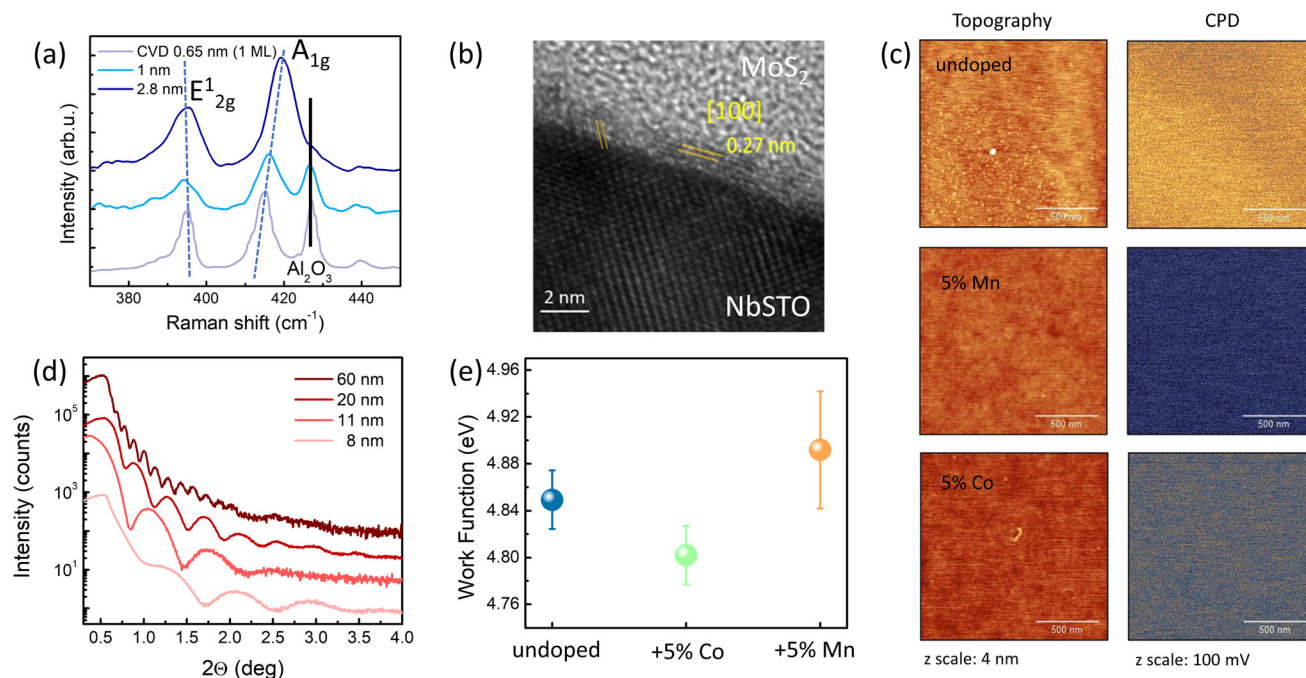 (a)
CVD 0.65 nm (1 ML)
1 nm
2.8 nm
E¹₂g
A₁g
Al₂O₃
Intensity (arb.u.)
380 400 420 440
Raman shift (cm⁻¹)
(b)
MoS₂
[100]
0.27 nm
2 nm
NbSTO
(c)
Topography CPD
undoped
500 nm 500 nm
5% Mn
500 nm 500 nm
5% Co
500 nm 500 nm
z scale: 4 nm z scale: 100 mV
(d)
60 nm
20 nm
11 nm
8 nm
Intensity (counts)
10⁵
10³
10¹
0.5 1.0 1.5 2.0 2.5 3.0 3.5 4.0
2Θ (deg)
(e)
Work Function (eV)
4.96
4.92
4.88
4.84
4.80
4.76
undoped +5% Co +5% Mn